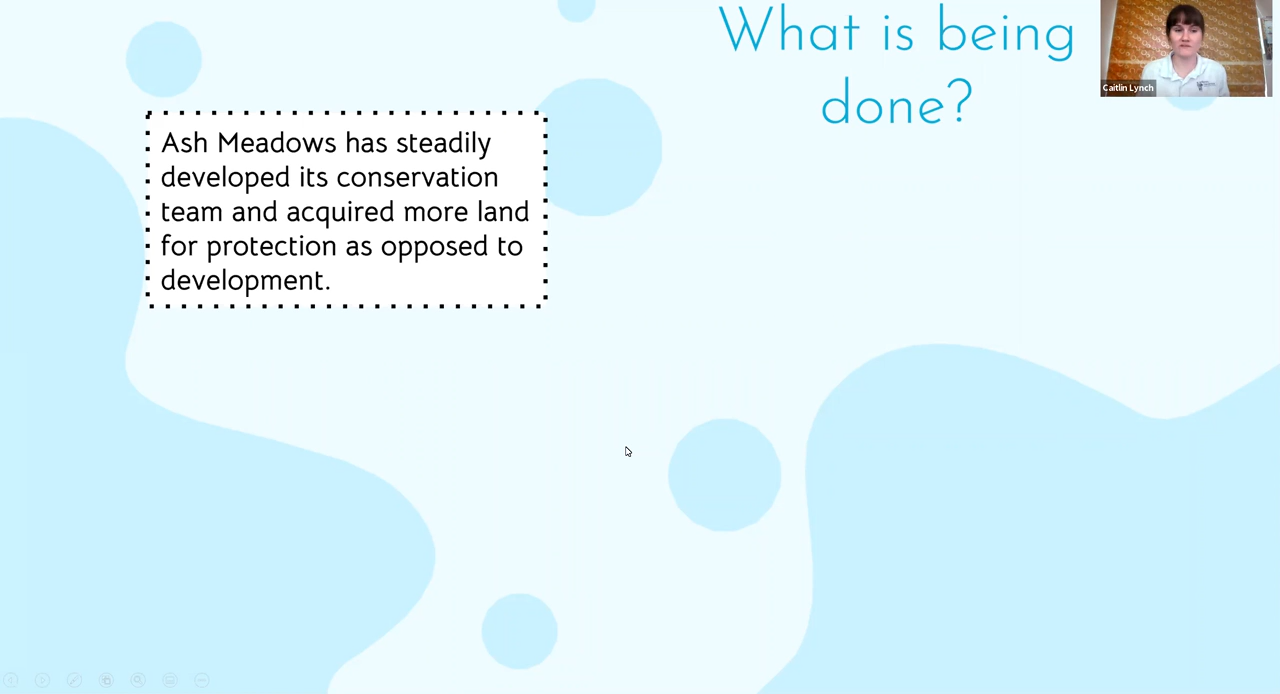 What is being
done?
Ash Meadows has steadily
developed its conservation
team and acquired more land
for protection as opposed to
development.
Caitlin Lynch